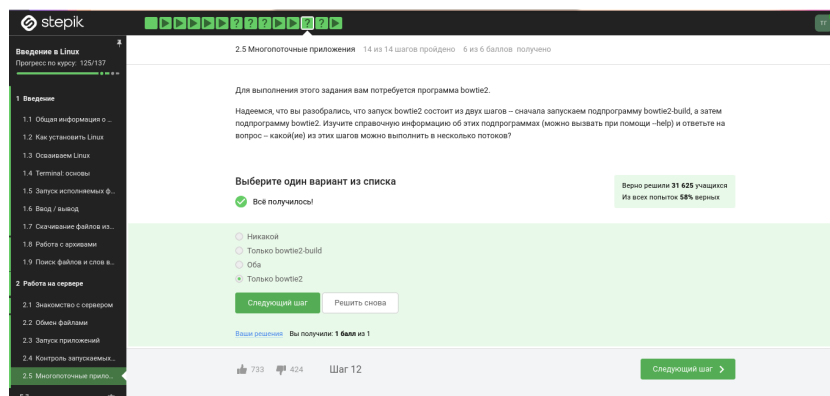 stepik
TF
Введение в Linux
Прогресс по курсу: 125/137
2.5 Многопоточные приложения 14 из 14 шагов пройдено 6 из 6 баллов получено
1 Введение
1.1 Общая информация о ...
1.2 Как установить Linux
1.3 Осваиваем Linux
1.4 Terminal: основы
1.5 Запуск исполняемых ф...
1.6 Ввод / вывод
1.7 Скачивание файлов из...
1.8 Работа с архивами
1.9 Поиск файлов и слов в...
2 Работа на сервере
2.1 Знакомство с сервером
2.2 Обмен файлами
2.3 Запуск приложений
2.4 Контроль запускаемых...
2.5 Многопоточные прило...
Для выполнения этого задания вам потребуется программа bowtie2.
Надеемся, что вы разобрались, что запуск bowtie2 состоит из двух шагов – сначала запускаем подпрограмму bowtie2-build, а затем
подпрограмму bowtie2. Изучите справочную информацию об этих подпрограммах (можно вызвать при помощи --help) и ответьте на
вопрос – какой(ие) из этих шагов можно выполнить в несколько потоков?
Выберите один вариант из списка
Всё получилось!
Верно решили 31 625 учащихся
Из всех попыток 58% верных
Никакой
Только bowtie2-build
Оба
Только bowtie2
Следующий шаг
Решить снова
Ваши решения Вы получили: 1 балл из 1
733 424 Шаг 12
Следующий шаг